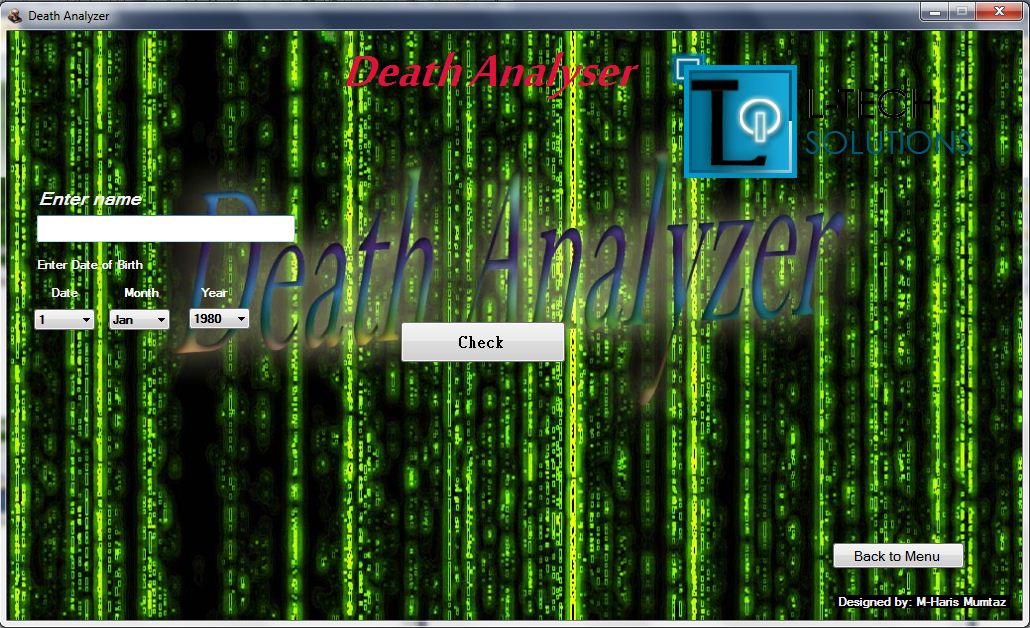 Death Analyzer
Death Analyser
L-TECH
SOLUTIONS
Enter name
Death Analyzer
Enter Date of Birth
Date Month Year
1 Jan 1980
Check
Back to Menu
Designed by: M-Haris Mumtaz